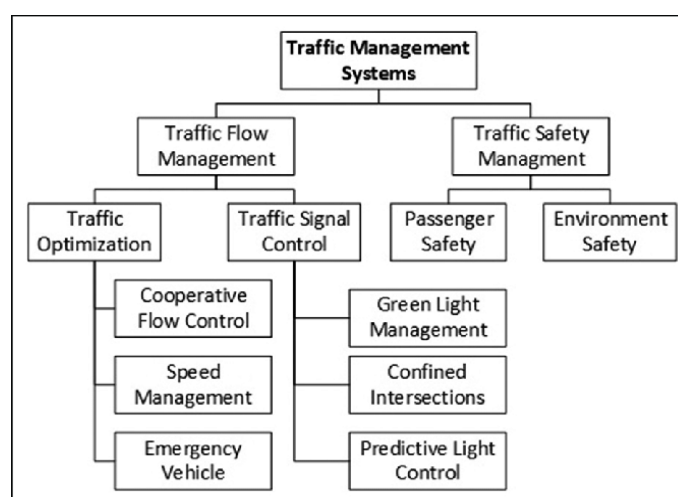 Traffic Management
Systems
Traffic Flow
Management
Traffic Safety
Managment
Traffic
Optimization
Traffic Signal
Control
Passenger
Safety
Environment
Safety
Cooperative
Flow Control
Green Light
Management
Speed
Management
Confined
Intersections
Emergency
Vehicle
Predictive Light
Control